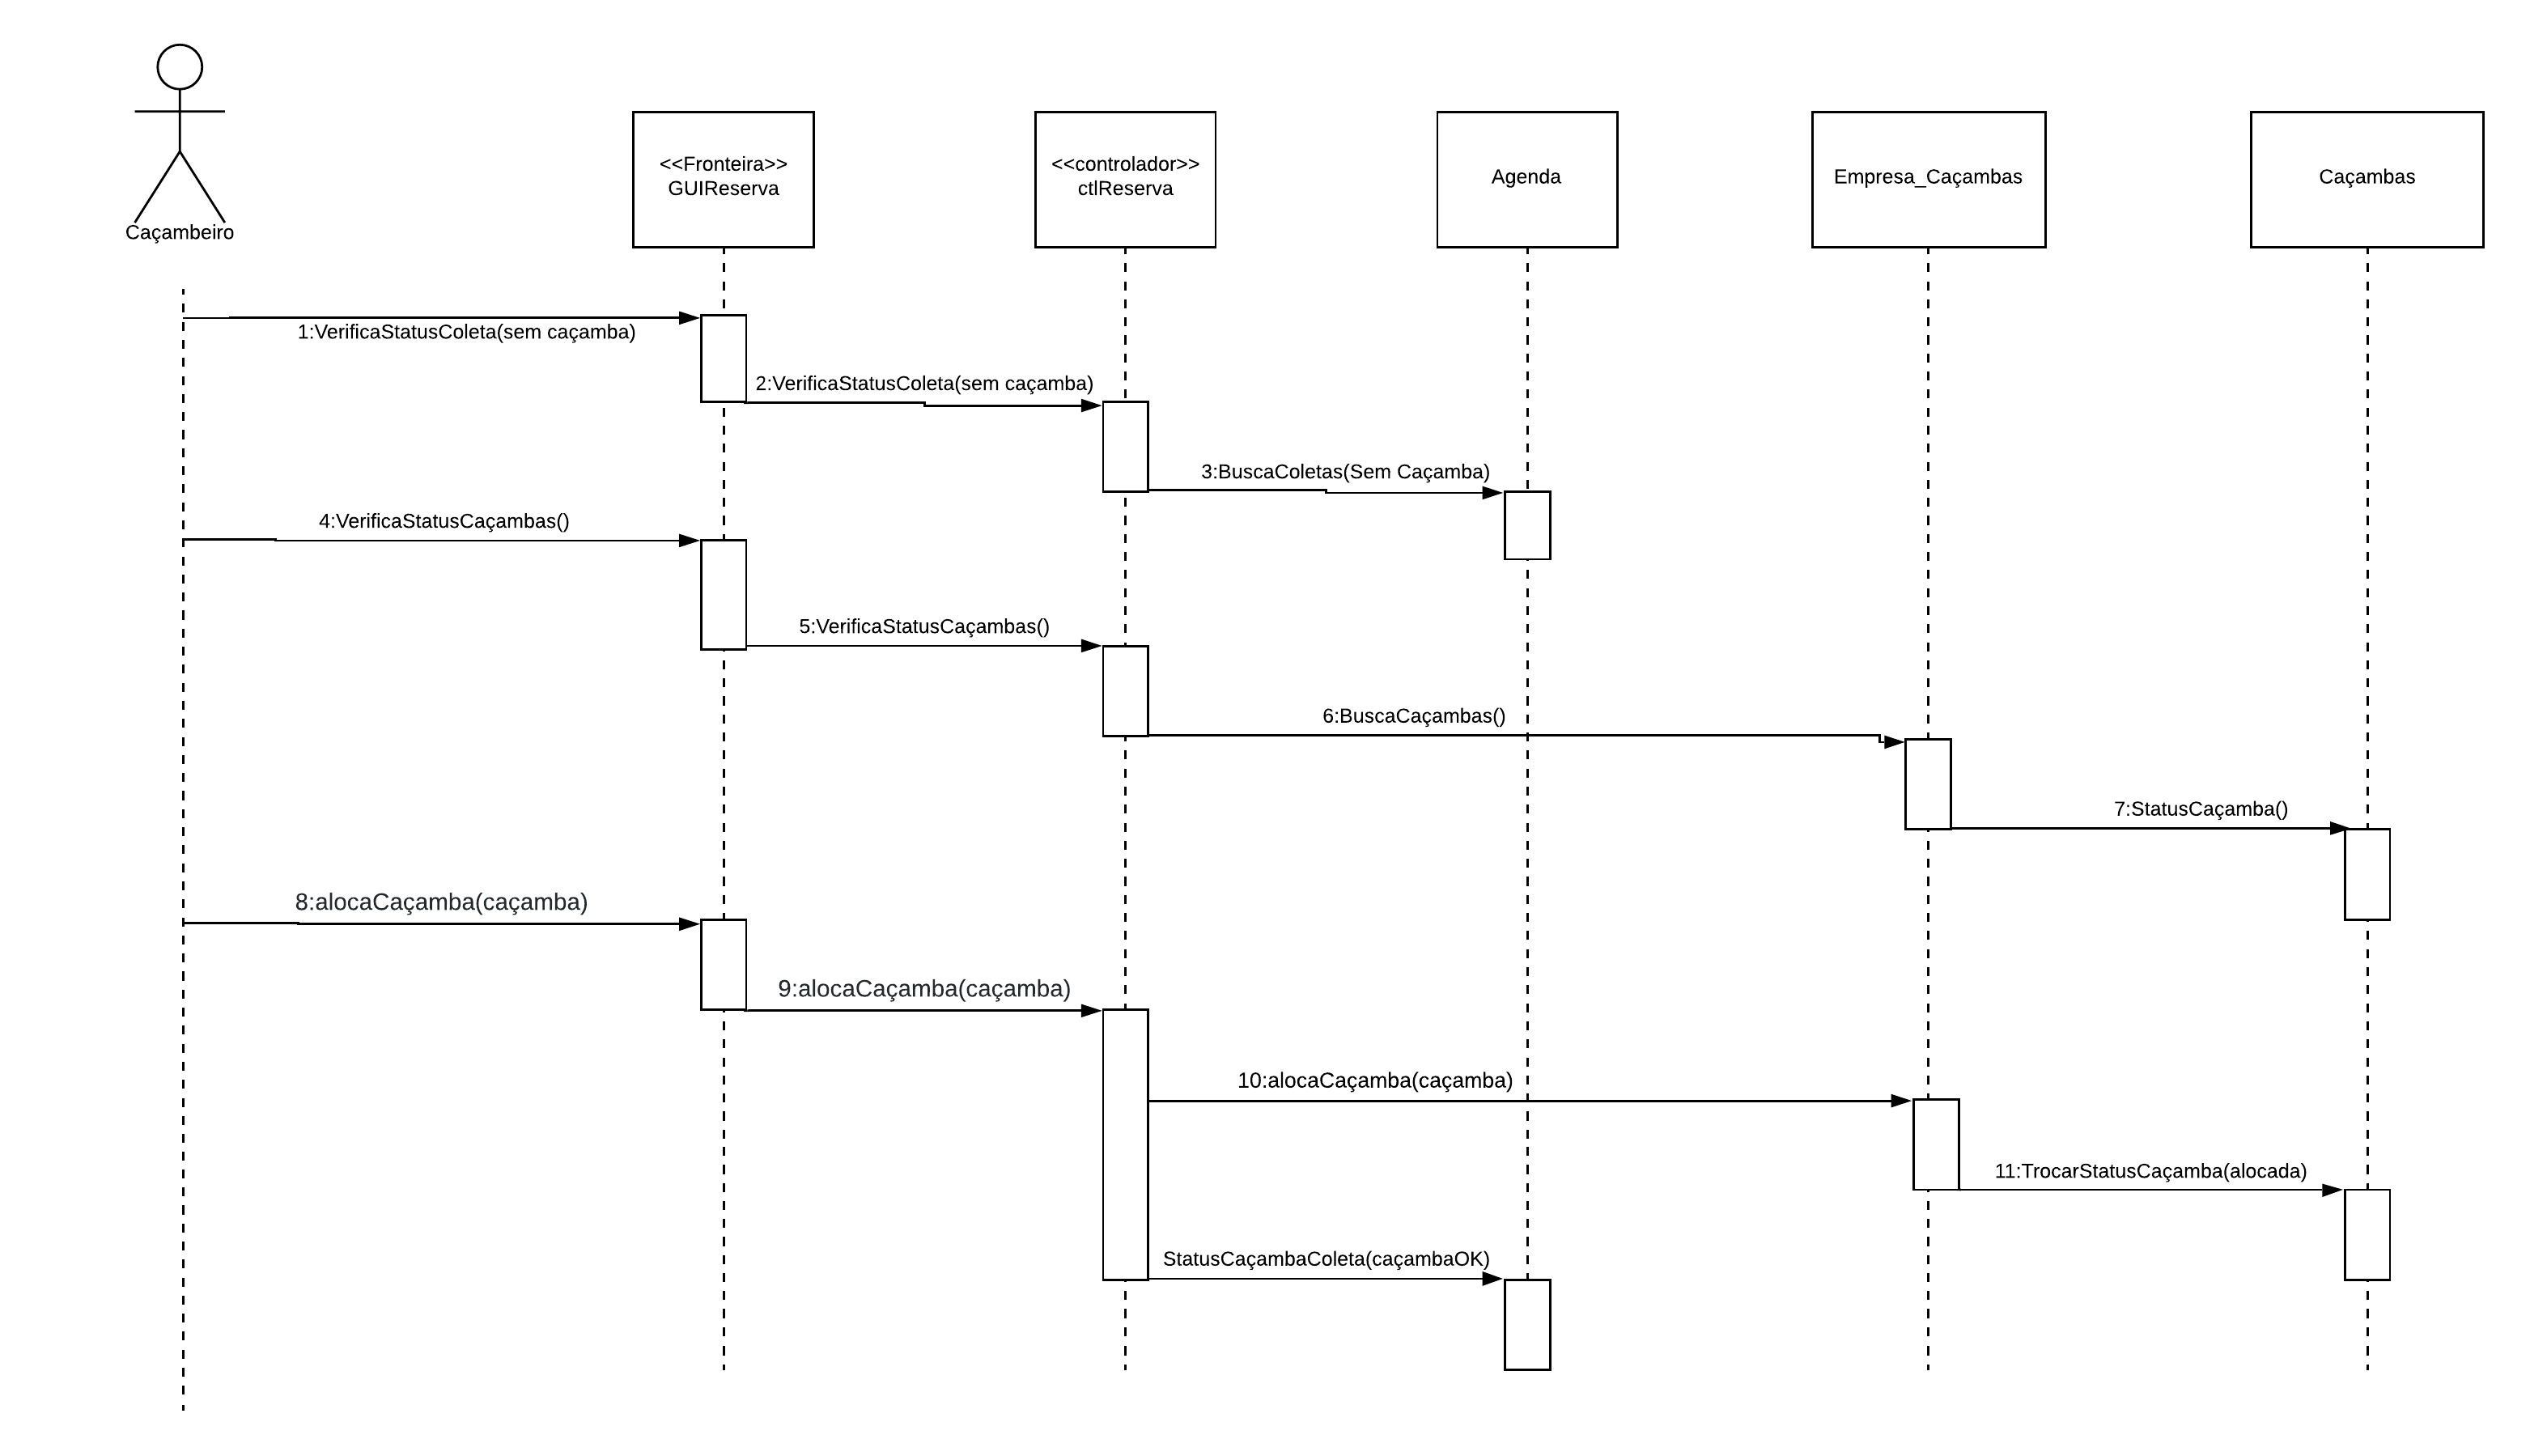 <<Fronteira>>
GUIReserva
<<controlador>>
ctlReserva
Agenda
Empresa_Caçambas
Caçambas
Caçambeiro
1:VerificaStatusColeta(sem caçamba)
2:VerificaStatusColeta(sem caçamba)
3:BuscaColetas(Sem Caçamba)
4:VerificaStatusCaçambas()
5:VerificaStatusCaçambas()
6:BuscaCaçambas()
7:StatusCaçamba()
8:alocaCaçamba(caçamba)
9:alocaCaçamba(caçamba)
10:alocaCaçamba(caçamba)
11:TrocarStatusCaçamba(alocada)
StatusCaçambaColeta(caçambaOK)